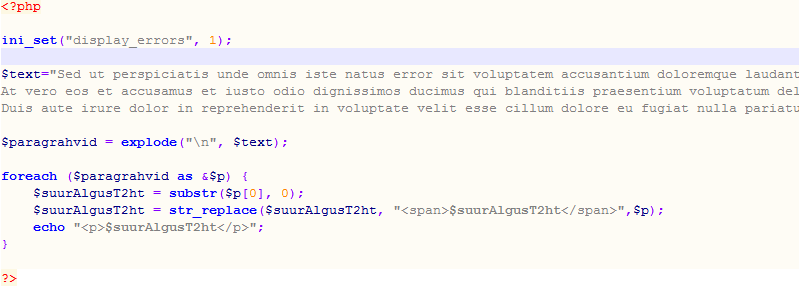 <?php
ini_set("display_errors", 1);
$text="Sed ut perspiciatis unde omnis iste natus error sit voluptatem accusantium doloremque laudant
At vero eos et accusamus et iusto odio dignissimos ducimus qui blanditiis praesentium voluptatum del
Duis aute irure dolor in reprehenderit in voluptate velit esse cillum dolore eu fugiat nulla pariatu
$paragrahvid = explode("\n", $text);
foreach ($paragrahvid as &$p) {
    $suurAlgusT2ht = substr($p[0], 0);
    $suurAlgusT2ht = str_replace($suurAlgusT2ht, "<span>$suurAlgusT2ht</span>",$p);
    echo "<p>$suurAlgusT2ht</p>";
}
?>